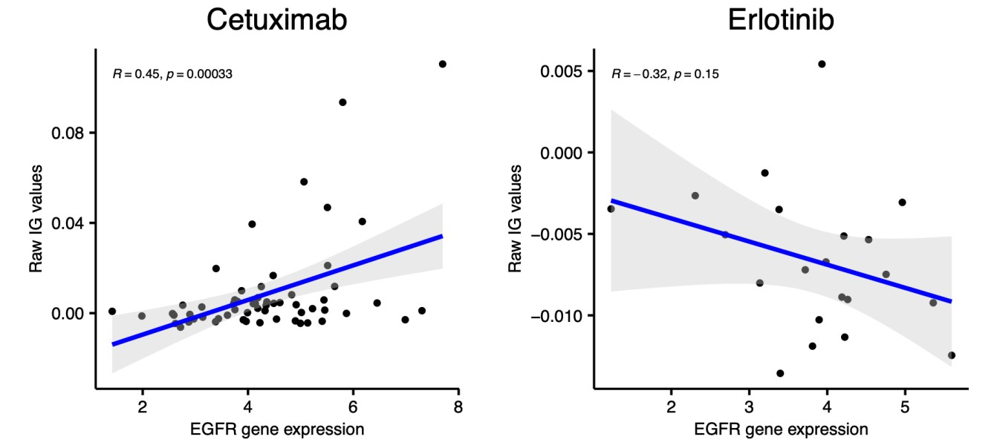 Cetuximab
R = 0.45, p = 0.00033
0.08
0.04
0.00
Raw IG values
2 4 6 8
EGFR gene expression
Erlotinib
R = −0.32, p = 0.15
0.005
0.000
−0.005
−0.010
Raw IG values
2 3 4 5
EGFR gene expression